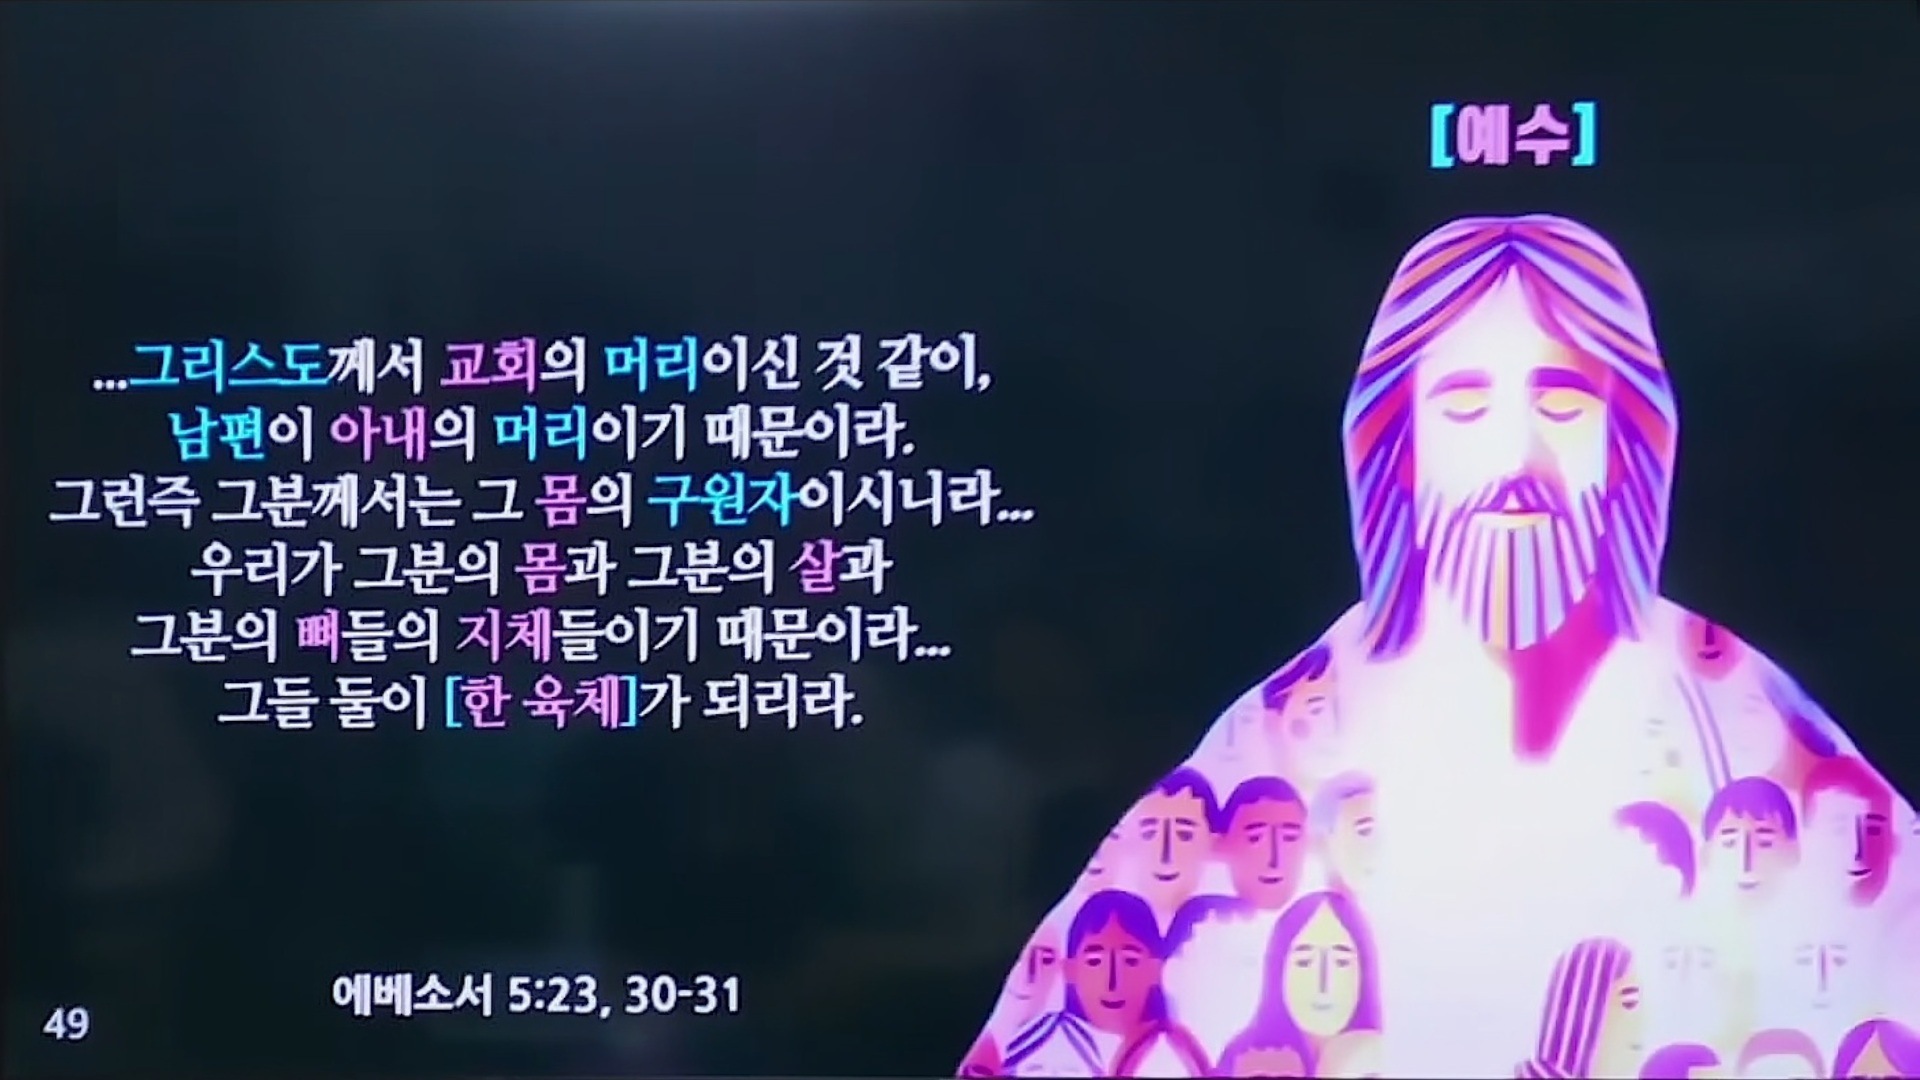 [예수]
...그리스도께서 교회의 머리이신 것 같이,
남편이 아내의 머리이기 때문이라.
그런즉 그분께서는 그 몸의 구원자이시니라...
우리가 그분의 몸과 그분의 살과
그분의 뼈들의 지체들이기 때문이라...
그들 둘이 [한 육체]가 되리라.
에베소서 5:23, 30-31
49